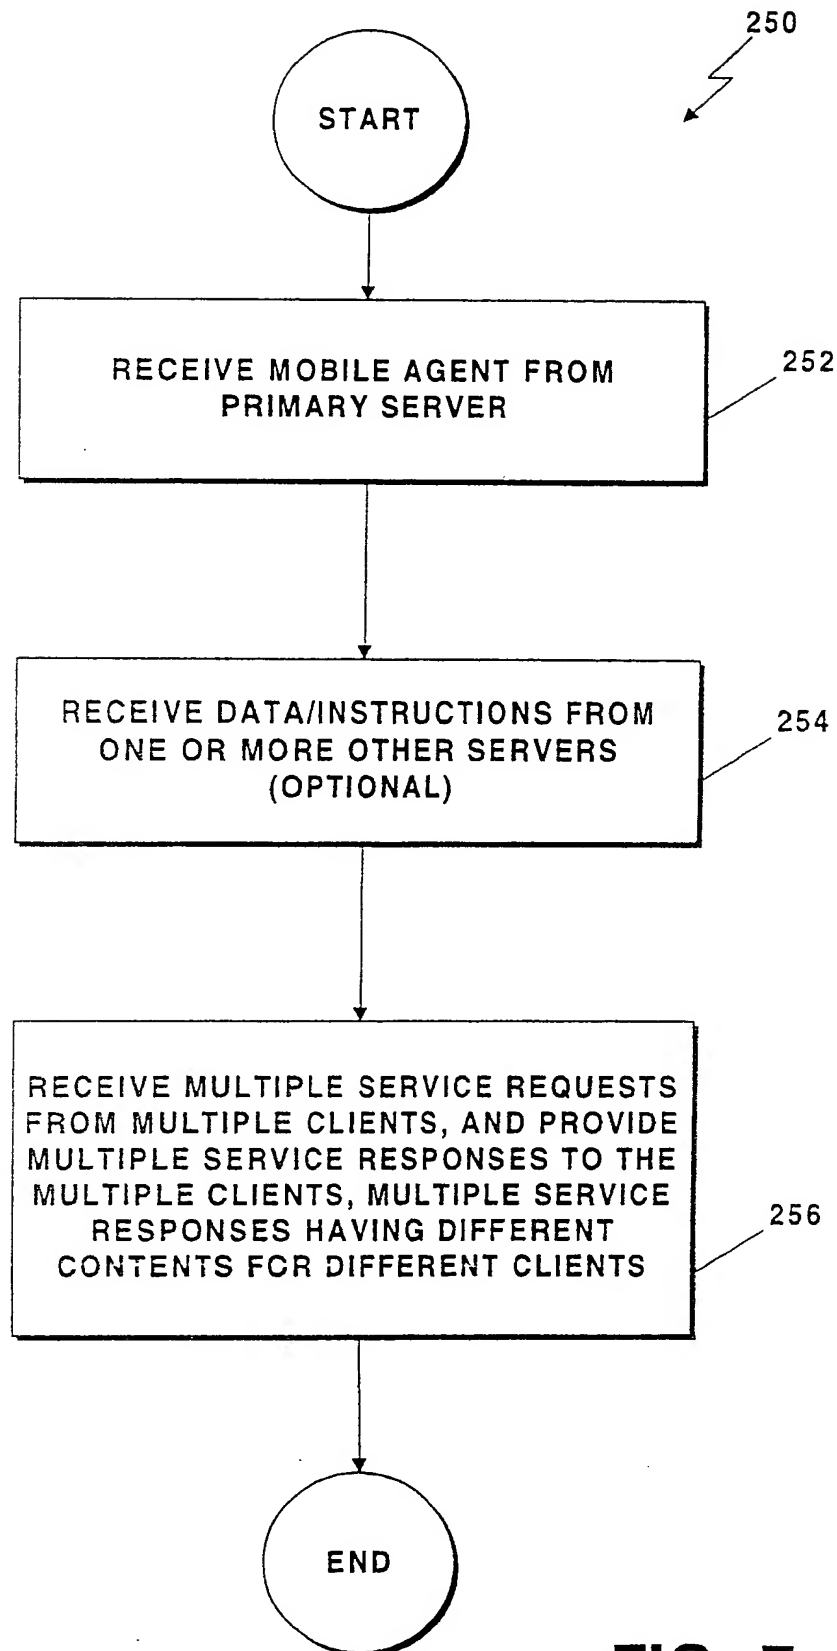 250
START
RECEIVE MOBILE AGENT FROM
PRIMARY SERVER
252
RECEIVE DATA/INSTRUCTIONS FROM
ONE OR MORE OTHER SERVERS
(OPTIONAL)
254
RECEIVE MULTIPLE SERVICE REQUESTS
FROM MULTIPLE CLIENTS, AND PROVIDE
MULTIPLE SERVICE RESPONSES TO THE
MULTIPLE CLIENTS, MULTIPLE SERVICE
RESPONSES HAVING DIFFERENT
CONTENTS FOR DIFFERENT CLIENTS
256
END
FIG.